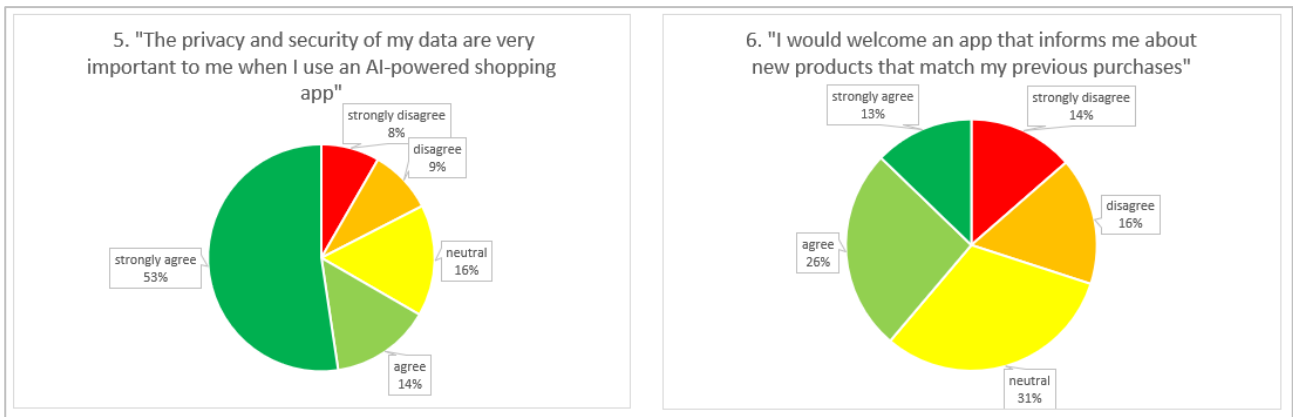 5. "The privacy and security of my data are very
important to me when I use an AI-powered shopping
app"
strongly disagree
8%
disagree
9%
neutral
16%
agree
14%
strongly agree
53%
6. "I would welcome an app that informs me about
new products that match my previous purchases"
strongly disagree
14%
disagree
16%
neutral
31%
agree
26%
strongly agree
13%